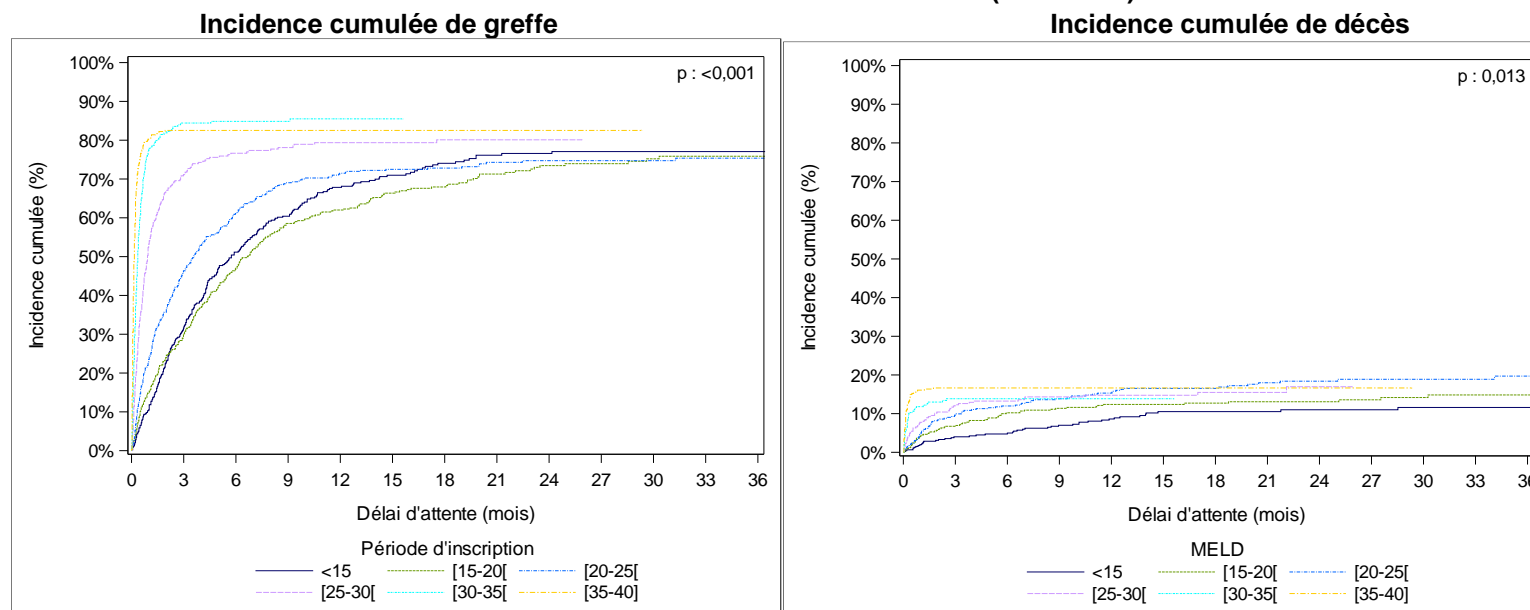 Incidence cumulée de greffe
100%
90%
80%
70%
60%
50%
40%
30%
20%
10%
0%
Incidence cumulée (%)
p : <0,001
0 3 6 9 12 15 18 21 24 27 30 33 36
Délai d'attente (mois)
Période d'inscription
<15 [15-20[ [20-25[
[25-30[ [30-35[ [35-40]
Incidence cumulée de décès
100%
90%
80%
70%
60%
50%
40%
30%
20%
10%
0%
Incidence cumulée (%)
p : 0,013
0 3 6 9 12 15 18 21 24 27 30 33 36
Délai d'attente (mois)
MELD
<15 [15-20[ [20-25[
[25-30[ [30-35[ [35-40]